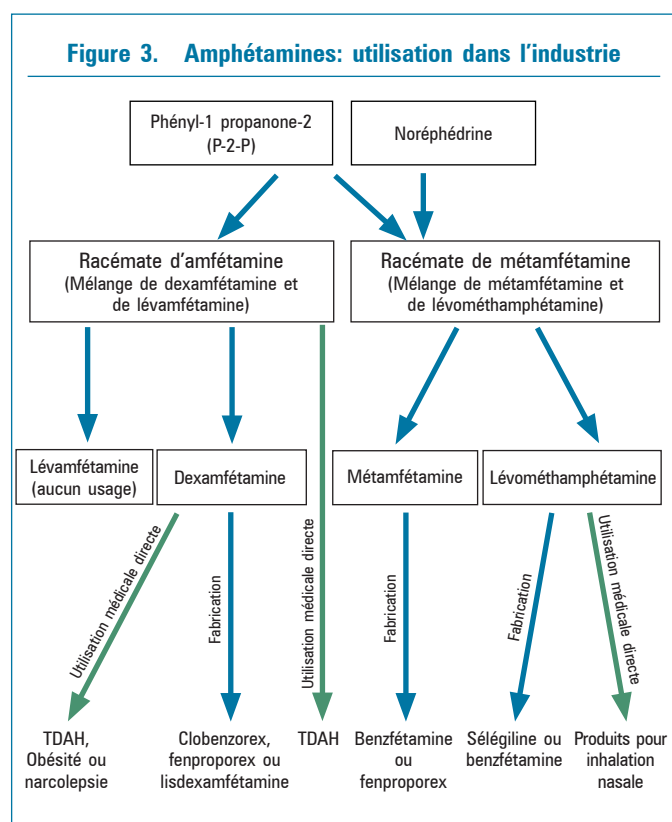 Figure 3. Amphétamines: utilisation dans l'industrie
Phényl-1 propanone-2
(P-2-P)
Noréphédrine
Racémate d'amfétamine
(Mélange de dexamfétamine et
de lévamfétamine)
Racémate de métamfétamine
(Mélange de métamfétamine et
de lévométhamphétamine)
Lévamfétamine
(aucun usage)
Dexamfétamine
Métamfétamine
Lévométhamphétamine
Utilisation médicale directe
Fabrication
Utilisation médicale directe
Fabrication
Fabrication
Utilisation médicale directe
TDAH,
Obésité ou
narcolepsie
Clobenzorex,
fenproporex ou
lisdexamfétamine
TDAH
Benzfétamine
ou
fenproporex
Sélégiline ou
benzfétamine
Produits pour
inhalation
nasale